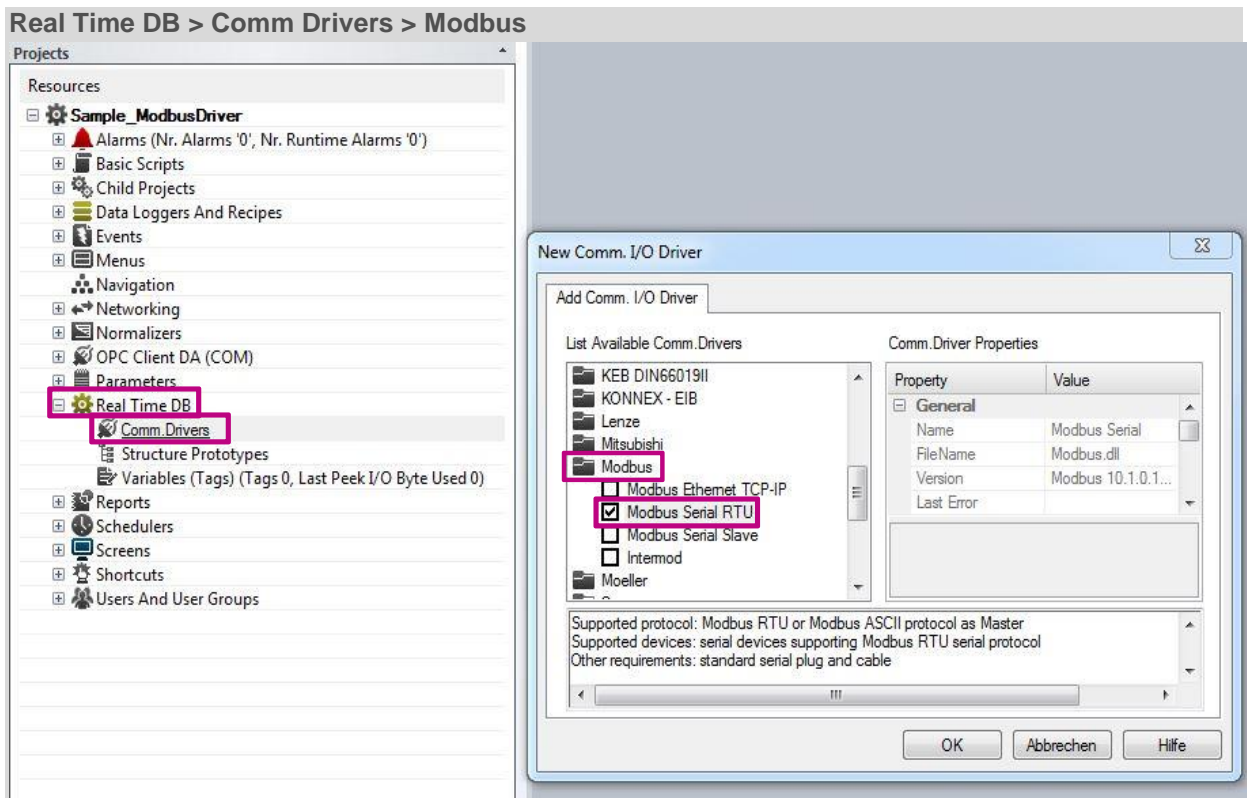 Real Time DB > Comm Drivers > Modbus
Projects
Resources
Sample_ModbusDriver
Alarms (Nr. Alarms '0', Nr. Runtime Alarms '0')
Basic Scripts
Child Projects
Data Loggers And Recipes
Events
Menus
Navigation
Networking
Normalizers
OPC Client DA (COM)
Parameters
Real Time DB
Comm.Drivers
Structure Prototypes
Variables (Tags) (Tags 0, Last Peek I/O Byte Used 0)
Reports
Schedulers
Screens
Shortcuts
Users And User Groups
New Comm. I/O Driver
Add Comm. I/O Driver
List Available Comm.Drivers
KEB DIN66019II
KONNEX - EIB
Lenze
Mitsubishi
Modbus
Modbus Ethernet TCP-IP
Modbus Serial RTU
Modbus Serial Slave
Intermod
Moeller
Comm.Driver Properties
Property Value
General
Name Modbus Serial
FileName Modbus.dll
Version Modbus 10.1.0.1...
Last Error
Supported protocol: Modbus RTU or Modbus ASCII protocol as Master
Supported devices: serial devices supporting Modbus RTU serial protocol
Other requirements: standard serial plug and cable
OK Abbrechen Hilfe